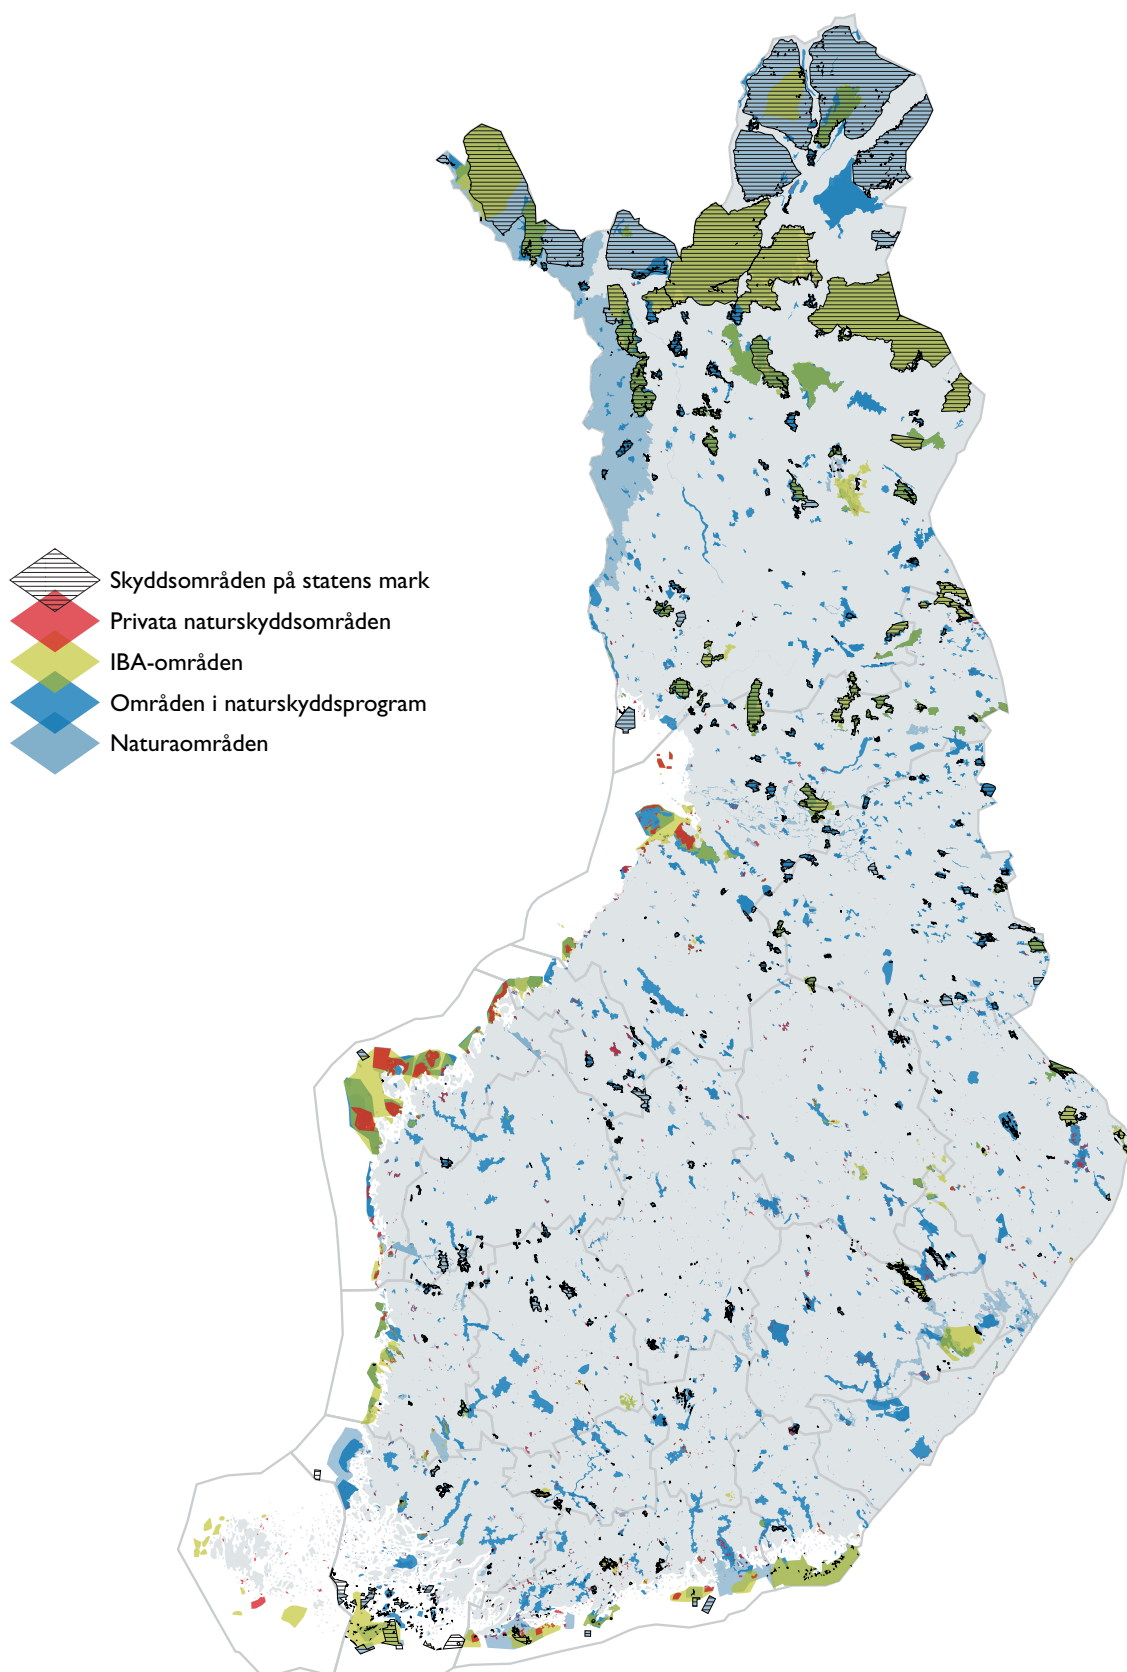 Skyddsområden på statens mark
Privata naturskyddsområden
IBA-områden
Områden i naturskyddsprogram
Naturaområden